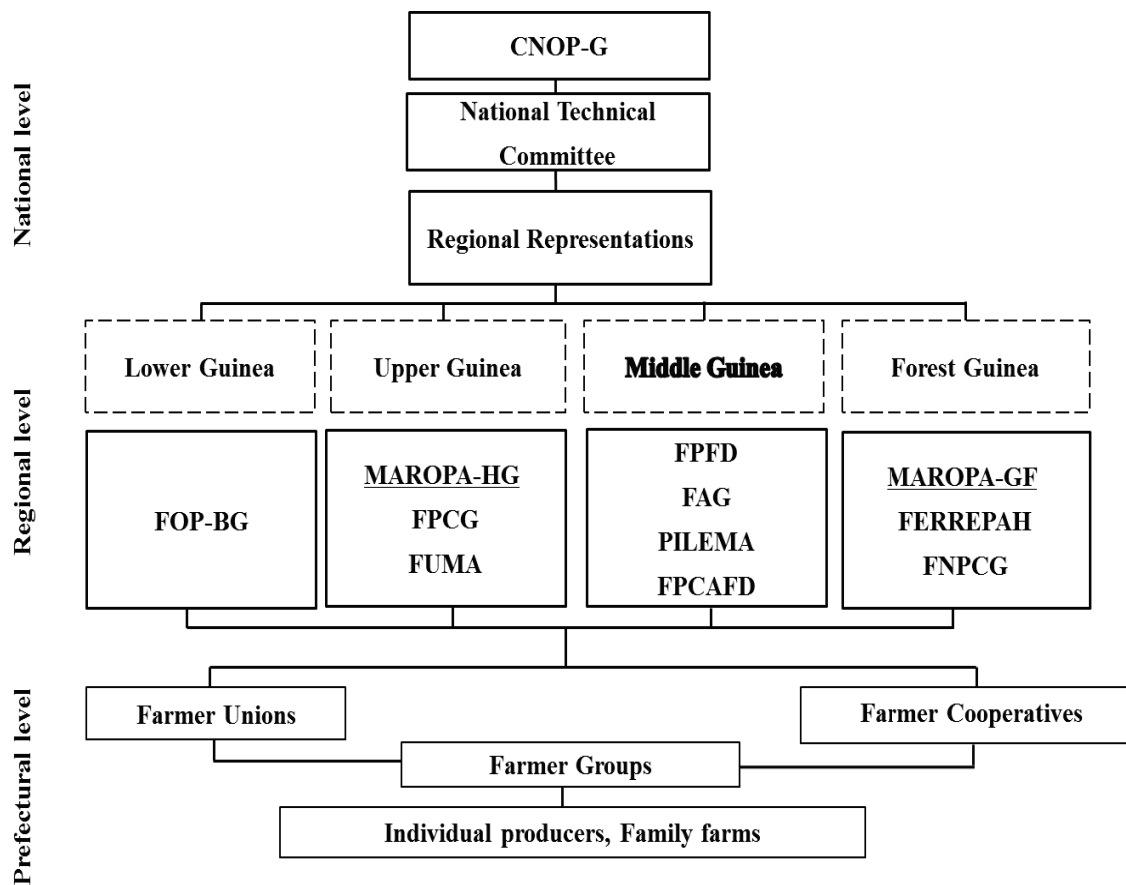 National level
CNOP-G
National Technical
Committee
Regional Representations
Regional level
Lower Guinea
Upper Guinea
Middle Guinea
Forest Guinea
FOP-BG
MAROPA-HG
FPCG
FUMA
FPFD
FAG
PILEMA
FPCAFD
MAROPA-GF
FERREPAH
FNPCG
Prefectural level
Farmer Unions
Farmer Cooperatives
Farmer Groups
Individual producers, Family farms